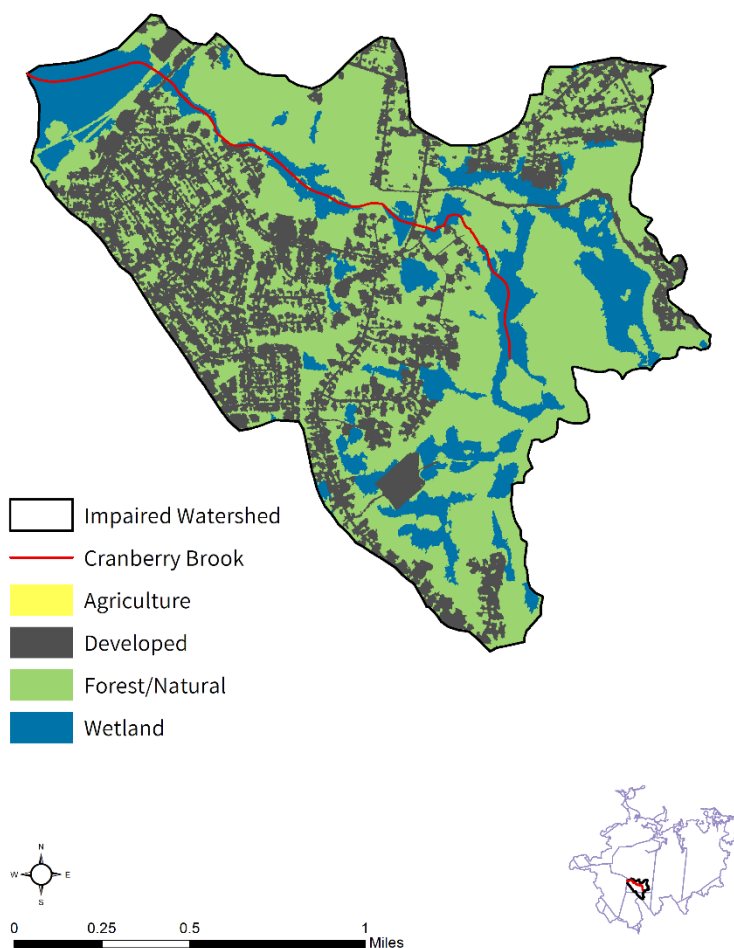 Impaired Watershed
Cranberry Brook
Agriculture
Developed
Forest/Natural
Wetland
N
W E
S
0 0.25 0.5 1
Miles